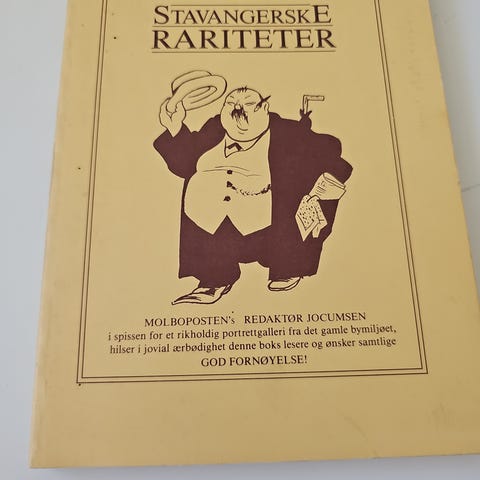 STAVANGERSKE
RARITETER
MOLBOPOSTEN's REDAKTØR JOCUMSEN
i spissen for et rikholdig portrettgalleri fra det gamle bymiljøet,
hilser i jovial ærbødighet denne boks lesere og ønsker samtlige
GOD FORNØYELSE!